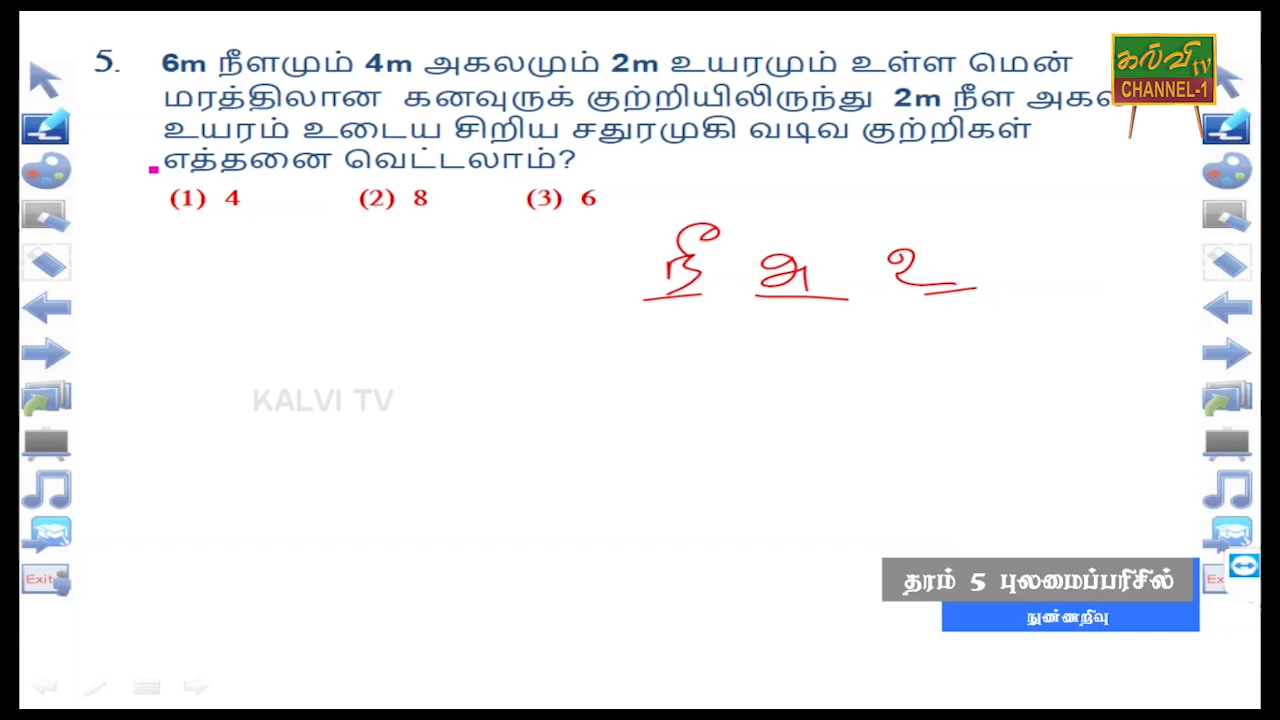 5. 6m நீளமும் 4m அகலமும் 2m உயரமும் உள்ள மென்
மரத்திலான கனவுருக் குற்றியிலிருந்து 2m நீள அகல
உயரம் உடைய சிறிய சதுரமுகி வடிவ குற்றிகள்
எத்தனை வெட்டலாம்?
(1) 4 (2) 8 (3) 6
நீ அ உ
கல்வி tv
CHANNEL-1
KALVI TV
Exit
தரம் 5 புலமைப்பரிசில்
நுண்ணறிவு
Ex